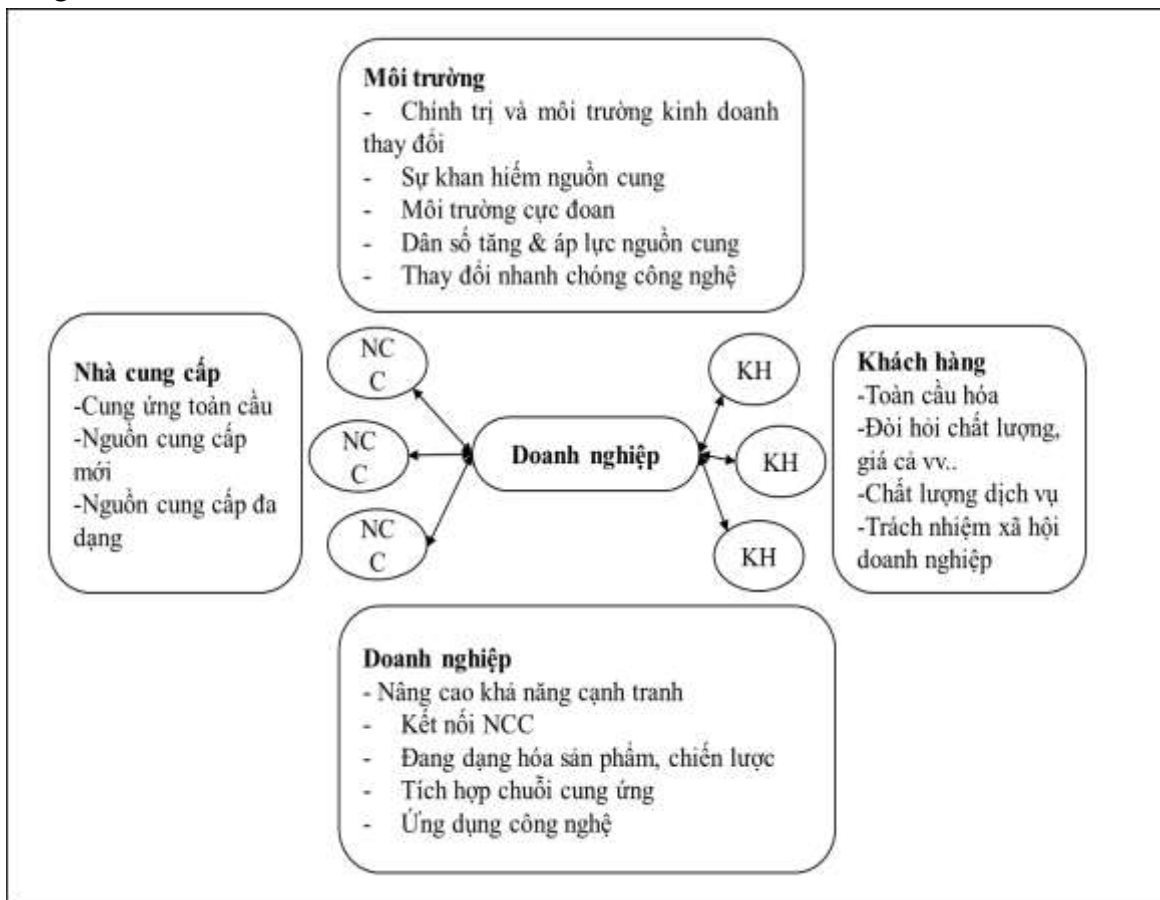 Môi trường
- Chính trị và môi trường kinh doanh
thay đổi
- Sự khan hiếm nguồn cung
- Môi trường cực đoan
- Dân số tăng & áp lực nguồn cung
- Thay đổi nhanh chóng công nghệ
Nhà cung cấp
-Cung ứng toàn cầu
-Nguồn cung cấp
mới
-Nguồn cung cấp đa
dạng
NC
C
NC
C
NC
C
Doanh nghiệp
KH
KH
KH
Khách hàng
-Toàn cầu hóa
-Đòi hỏi chất lượng,
giá cả vv..
-Chất lượng dịch vụ
-Trách nhiệm xã hội
doanh nghiệp
Doanh nghiệp
- Nâng cao khả năng cạnh tranh
- Kết nối NCC
- Đang dạng hóa sản phẩm, chiến lược
- Tích hợp chuỗi cung ứng
- Ứng dụng công nghệ